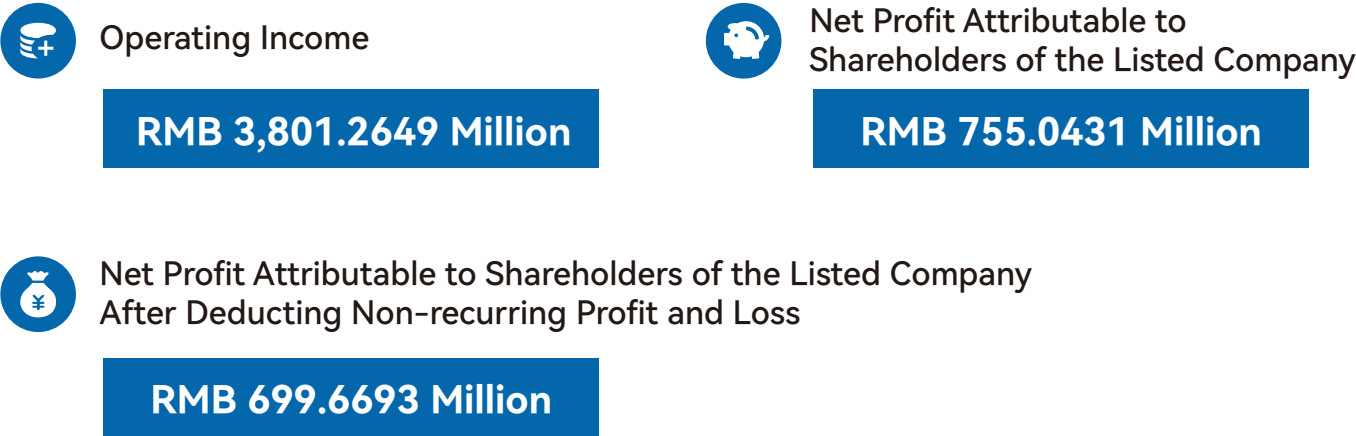 Operating Income
RMB 3,801.2649 Million
Net Profit Attributable to
Shareholders of the Listed Company
RMB 755.0431 Million
¥
Net Profit Attributable to Shareholders of the Listed Company
After Deducting Non-recurring Profit and Loss
RMB 699.6693 Million